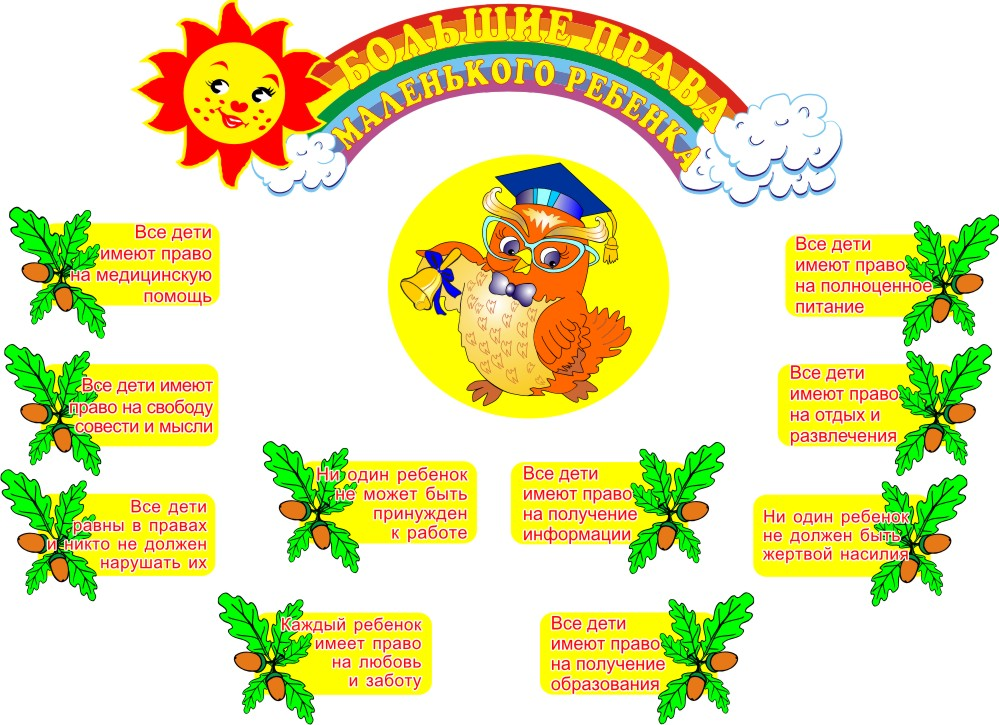 БОЛЬШИЕ ПРАВА
МАЛЕНЬКОГО РЕБЕНКА
Все дети
имеют право
на медицинскую
помощь
Все дети
имеют право
на полноценное
питание
Все дети имеют
право на свободу
совести и мысли
Все дети
имеют право
на отдых и
развлечения
Все дети
равны в правах
и никто не должен
нарушать их
Ни один ребенок
не может быть
принужден
к работе
Все дети
имеют право
на получение
информации
Ни один ребенок
не должен быть
жертвой насилия
Каждый ребенок
имеет право
на любовь
и заботу
Все дети
имеют право
на получение
образования